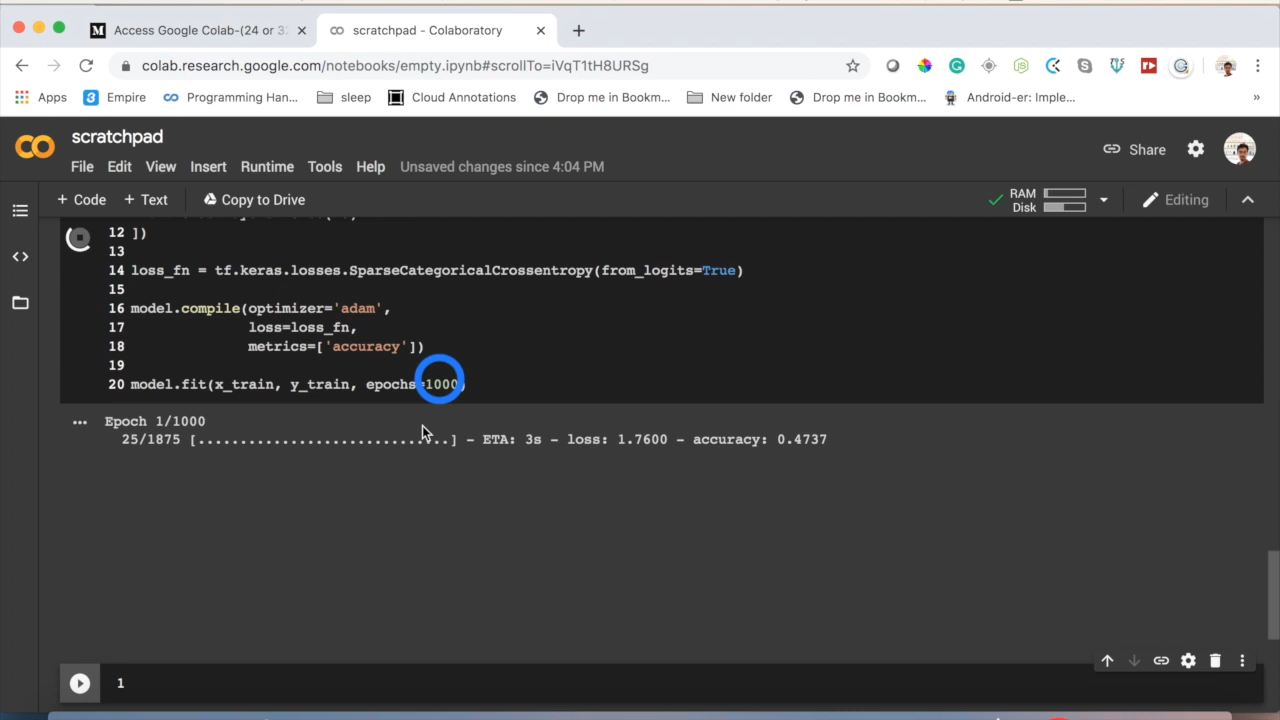 Access Google Colab-(24 or 32
scratchpad - Colaboratory
colab.research.google.com/notebooks/empty.ipynb#scrollTo=iVqT1tH8URSg
Apps
Empire
Programming Han...
sleep
Cloud Annotations
Drop me in Bookm...
New folder
Drop me in Bookm...
Android-er: Imple...
»
scratchpad
Share
File Edit View Insert Runtime Tools Help Unsaved changes since 4:04 PM
+ Code + Text Copy to Drive
RAM
Disk
Editing
12 ])
13
14 loss_fn = tf.keras.losses.SparseCategoricalCrossentropy(from_logits=True)
15
16 model.compile(optimizer='adam',
17 loss=loss_fn,
18 metrics=['accuracy'])
19
20 model.fit(x_train, y_train, epochs=1000)
Epoch 1/1000
25/1875 [..............................] - ETA: 3s - loss: 1.7600 - accuracy: 0.4737
1